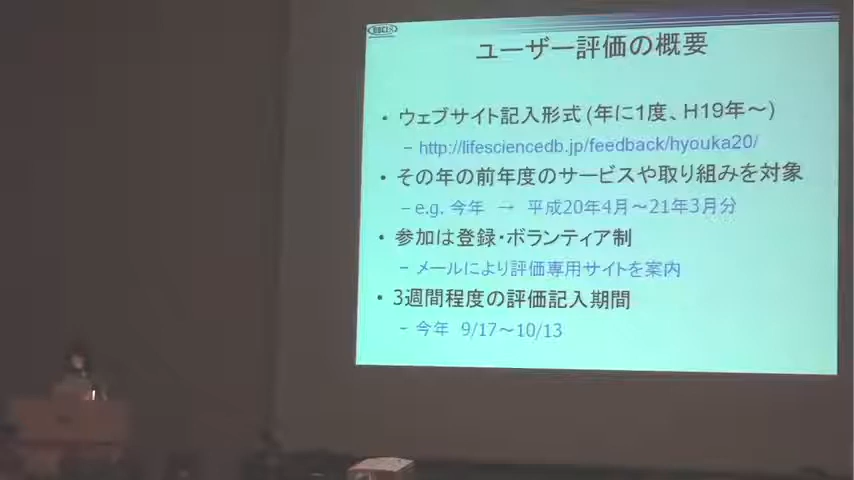 ユーザー評価の概要
• ウェブサイト記入形式 (年に1度、H19年～)
– http://lifesciencedb.jp/feedback/hyouka20/
• その年の前年度のサービスや取り組みを対象
– e.g. 今年 → 平成20年4月～21年3月分
• 参加は登録・ボランティア制
– メールにより評価専用サイトを案内
• 3週間程度の評価記入期間
– 今年 9/17～10/13